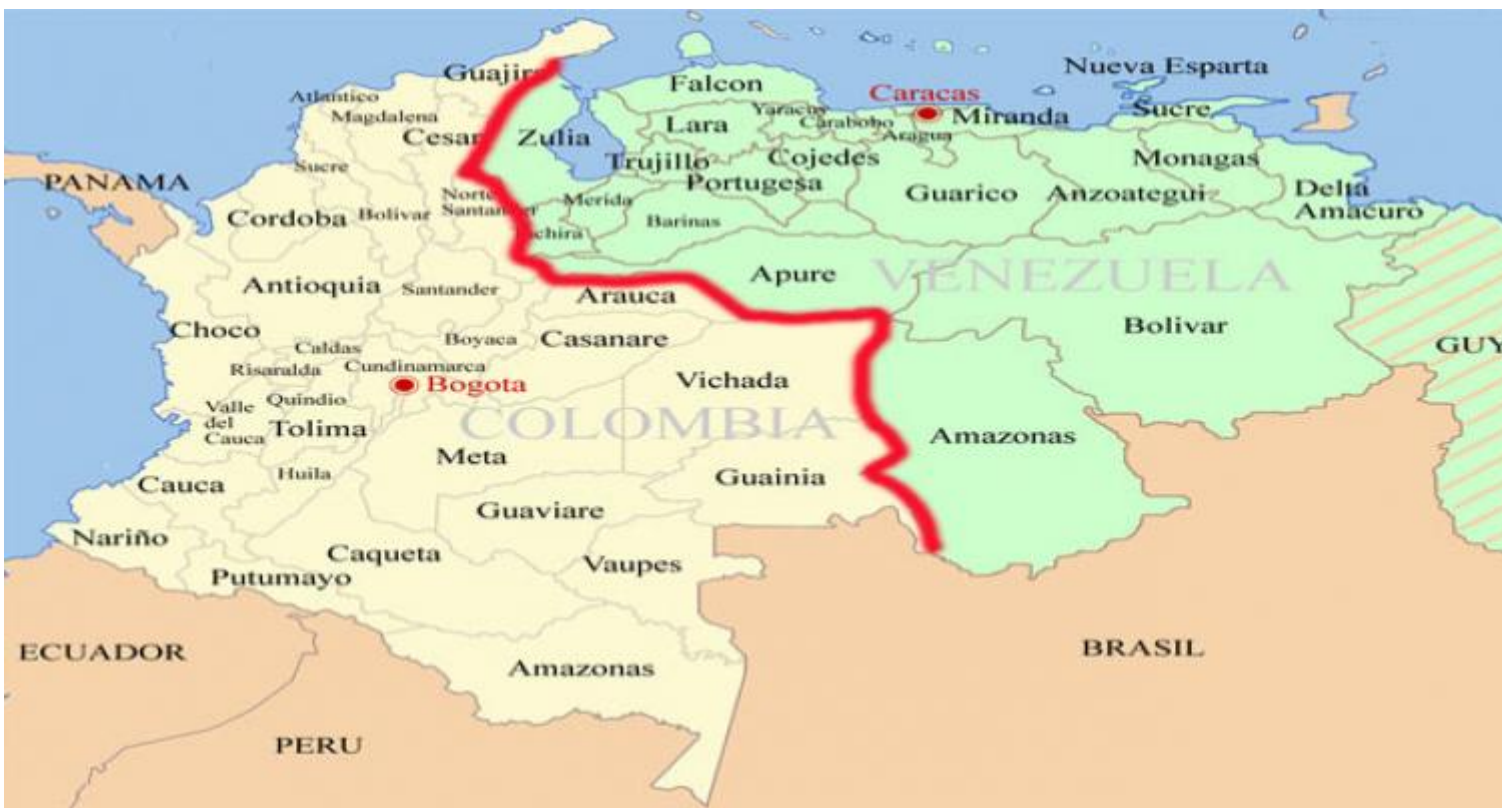 Guajira
Atlantico
Magdalena
Cesar
Sucre
PANAMA
Cordoba
Bolivar
Norte
Santander
Antioquia
Santander
Arauca
Choco
Boyaca
Casanare
Caldas
Risaralda
Cundinamarca
Bogota
Vichada
Valle
del
Cauca
Quindio
Tolima
COLOMBIA
Meta
Huila
Guainia
Cauca
Guaviare
Nariño
Caqueta
Vaupes
Putumayo
Amazonas
ECUADOR
PERU
Falcon
Zulia
Lara
Yaracuy
Carabobo
Aragua
Caracas
Miranda
Nueva Esparta
Sucre
Trujillo
Cojedes
Portugesa
Guarico
Anzoategui
Monagas
Delta
Amacuro
Merida
Barinas
chira
Apure
VENEZUELA
Bolivar
GUY
Amazonas
BRASIL